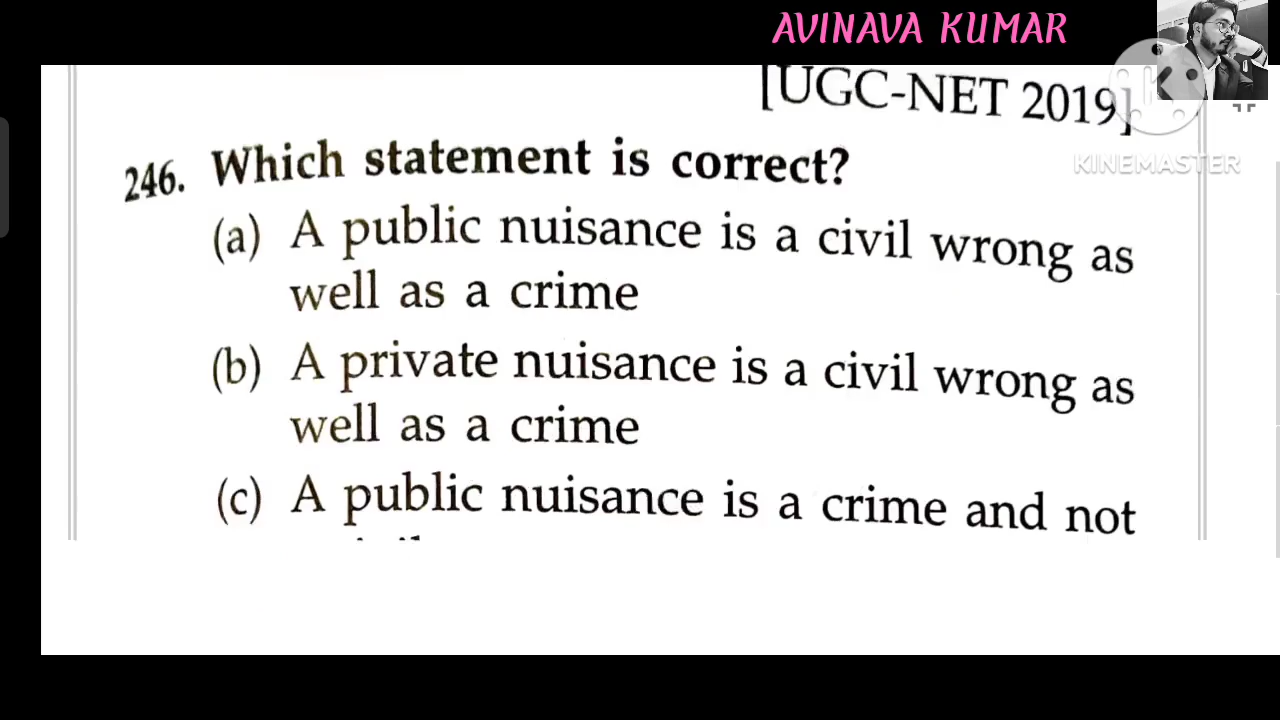 AVINAVA KUMAR
[UGC-NET 2019]
KINEMASTER
246. Which statement is correct?
(a) A public nuisance is a civil wrong as
well as a crime
(b) A private nuisance is a civil wrong as
well as a crime
(c) A public nuisance is a crime and not